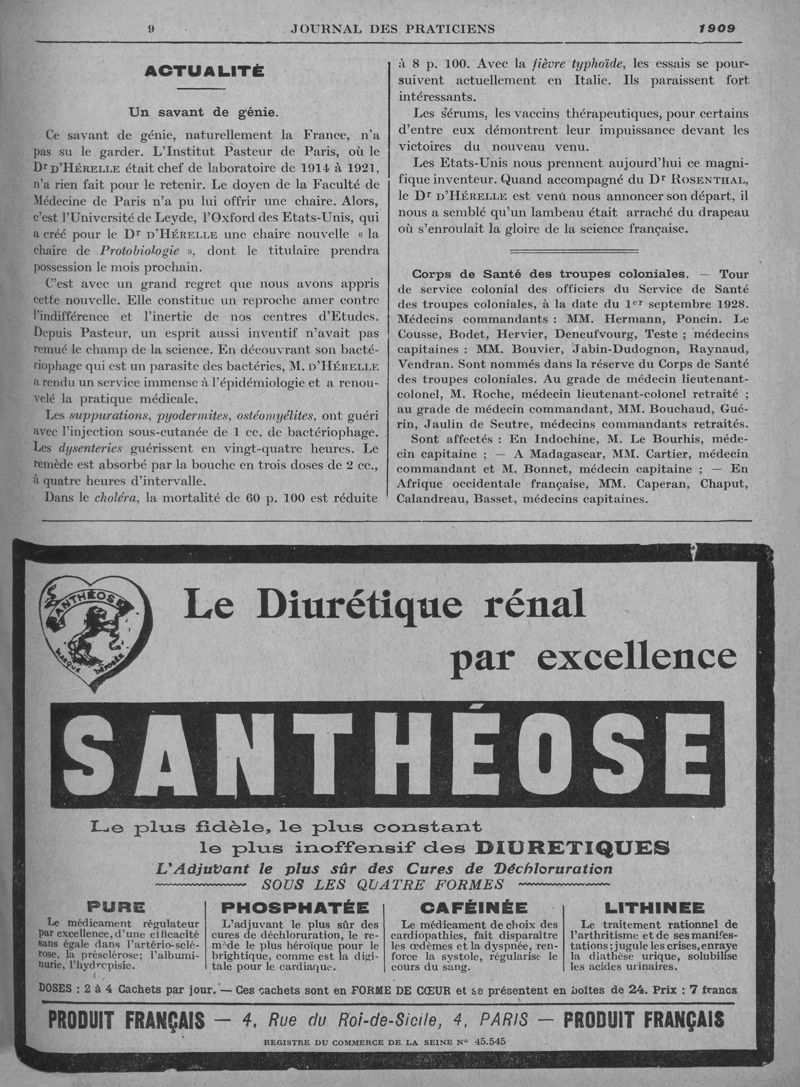 9 JOURNAL DES PRATICIENS 1909
ACTUALITÉ
Un savant de génie.
Ce savant de génie, naturellement la France, n'a
pas su le garder. L'Institut Pasteur de Paris, où le
Dr D'HÉRELLE était chef de laboratoire de 1914 à 1921,
n'a rien fait pour le retenir. Le doyen de la Faculté de
Médecine de Paris n'a pu lui offrir une chaire. Alors,
c'est l'Université de Leyde, l'Oxford des Etats-Unis, qui
a créé pour le Dr D'HÉRELLE une chaire nouvelle « la
chaire de Protobiologie », dont le titulaire prendra
possession le mois prochain.
C'est avec un grand regret que nous avons appris
cette nouvelle. Elle constitue un reproche amer contre
l'indifférence et l'inertie de nos centres d'Etudes.
Depuis Pasteur, un esprit aussi inventif n'avait pas
remué le champ de la science. En découvrant son bacté-
riophage qui est un parasite des bactéries, M. D'HÉRELLE
a rendu un service immense à l'épidémiologie et a renou-
velé la pratique médicale.
Les suppurations, pyodermites, ostéomyélites, ont guéri
avec l'injection sous-cutanée de 1 cc. de bactériophage.
Les dysenteries guérissent en vingt-quatre heures. Le
remède est absorbé par la bouche en trois doses de 2 cc.,
à quatre heures d'intervalle.
Dans le choléra, la mortalité de 60 p. 100 est réduite
à 8 p. 100. Avec la fièvre typhoïde, les essais se pour-
suivent actuellement en Italie. Ils paraissent fort
intéressants.
Les sérums, les vaccins thérapeutiques, pour certains
d'entre eux démontrent leur impuissance devant les
victoires du nouveau venu.
Les Etats-Unis nous prennent aujourd'hui ce magni-
fique inventeur. Quand accompagné du Dr ROSENTHAL,
le Dr D'HÉRELLE est venu nous annoncer son départ, il
nous a semblé qu'un lambeau était arraché du drapeau
où s'enroulait la gloire de la science française.
Corps de Santé des troupes coloniales. — Tour
de service colonial des officiers du Service de Santé
des troupes coloniales, à la date du 1er septembre 1928.
Médecins commandants : MM. Hermann, Poncin. Le
Cousse, Bodet, Hervier, Deneufvourg, Teste ; médecins
capitaines : MM. Bouvier, Jabin-Dudognon, Raynaud,
Vendran. Sont nommés dans la réserve du Corps de Santé
des troupes coloniales. Au grade de médecin lieutenant-
colonel, M. Roche, médecin lieutenant-colonel retraité ;
au grade de médecin commandant, MM. Bouchaud, Gué-
rin, Jaulin de Seutre, médecins commandants retraités.
Sont affectés : En Indochine, M. Le Bourhis, méde-
cin capitaine ; — A Madagascar, MM. Cartier, médecin
commandant et M. Bonnet, médecin capitaine ; — En
Afrique occidentale française, MM. Caperan, Chaput,
Calandreau, Basset, médecins capitaines.
SANTHÉOSE
MARQUE DÉPOSÉE
Le Diurétique rénal
par excellence
SANTHÉOSE
Le plus fidèle, le plus constant
le plus inoffensif des DIURETIQUES
L'Adjuvant le plus sûr des Cures de Déchloruration
SOUS LES QUATRE FORMES
PURE
Le médicament régulateur
par excellence, d'une efficacité
sans égale dans l'artério-sclé-
rose, la présclérose; l'albumi-
nurie, l'hydropisie.
PHOSPHATÉE
L'adjuvant le plus sûr des
cures de déchloruration, le re-
mède le plus héroïque pour le
brightique, comme est la digi-
tale pour le cardiaque.
CAFÉINÉE
Le médicament de choix des
cardiopathies, fait disparaître
les œdèmes et la dyspnée, ren-
force la systole, régularise le
cours du sang.
LITHINEE
Le traitement rationnel de
l'arthritisme et de ses manifes-
tations; jugule les crises, enraye
la diathèse urique, solubilise
les acides urinaires.
DOSES : 2 à 4 Cachets par jour. — Ces cachets sont en FORME DE CŒUR et se présentent en boîtes de 24. Prix : 7 francs
PRODUIT FRANÇAIS — 4, Rue du Roi-de-Sicile, 4, PARIS — PRODUIT FRANÇAIS
REGISTRE DU COMMERCE DE LA SEINE N° 45.545